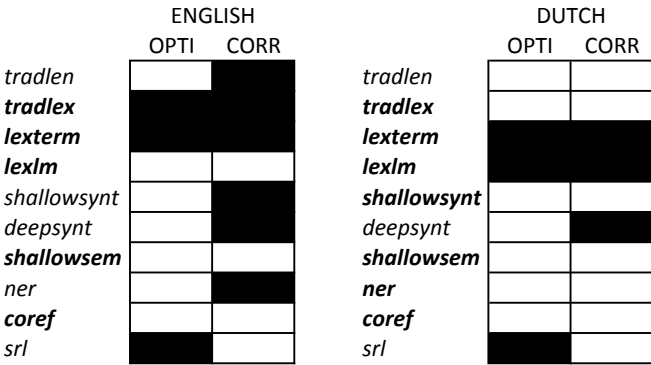 ENGLISH DUTCH
OPTI CORR OPTI CORR
tradlen tradlen
tradlex tradlex
lexterm lexterm
lexlm lexlm
shallowsynt shallowsynt
deepsynt deepsynt
shallowsem shallowsem
ner ner
coref coref
srl srl